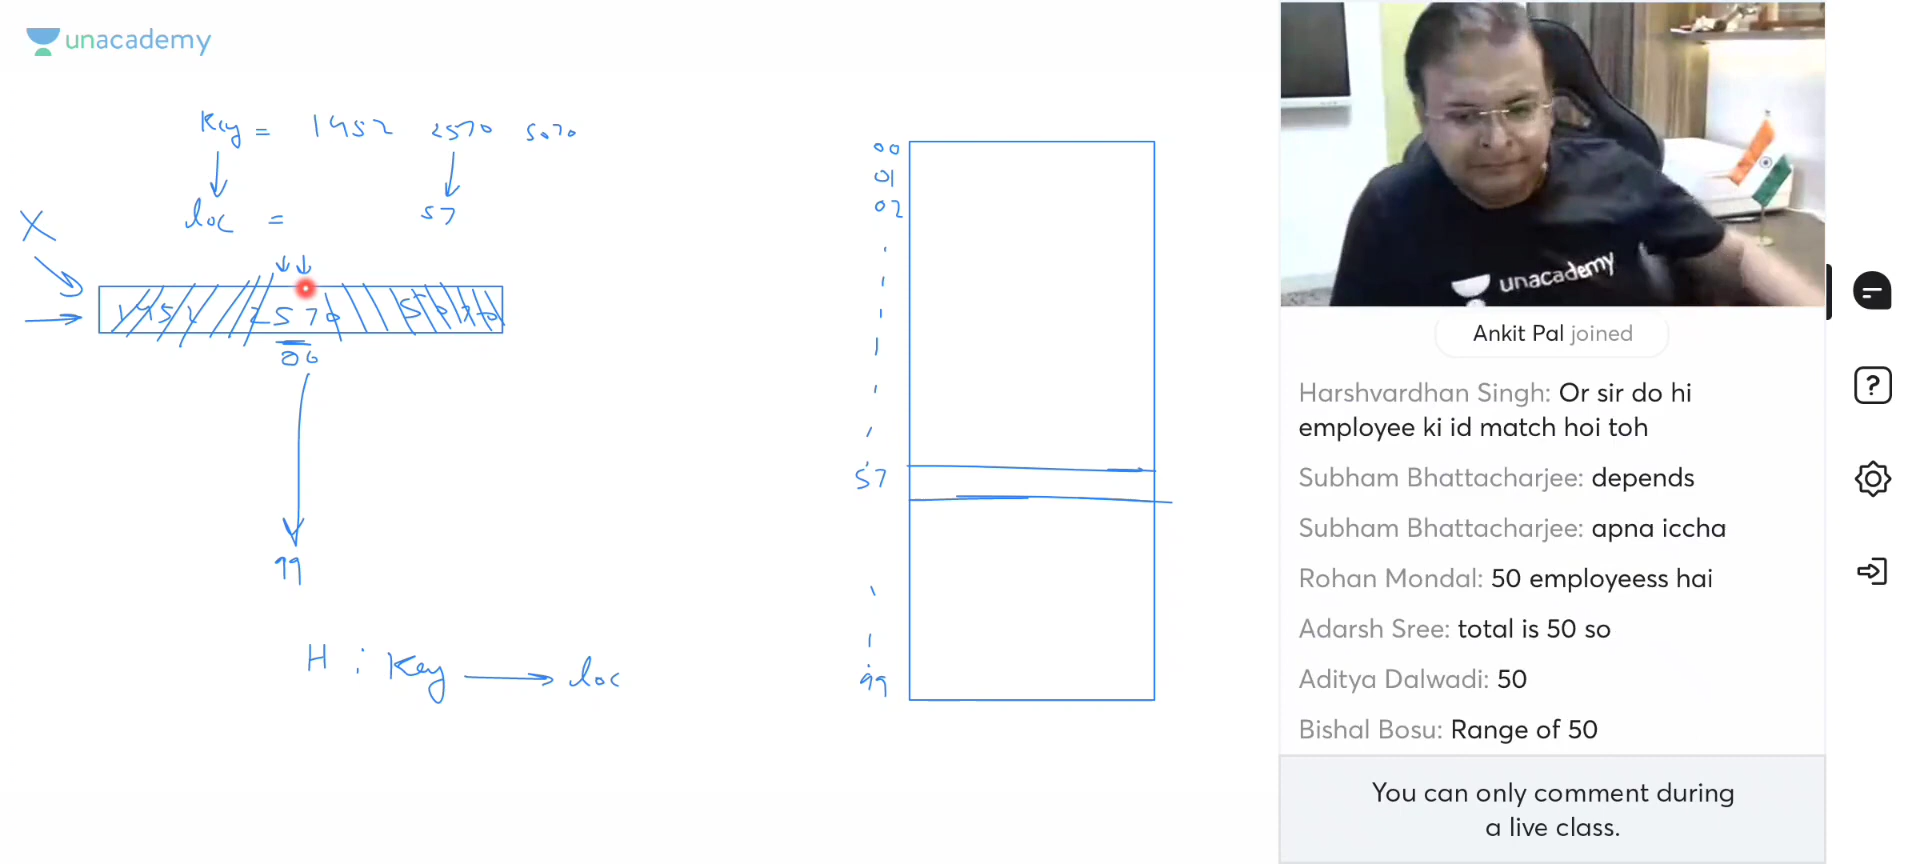 unacademy
Key = 1452 2570 5070
loc = 57
X
1452 2570 5070
00
99
H : Key → loc
00
01
02
57
99
unacademy
Ankit Pal joined
Harshvardhan Singh: Or sir do hi
employee ki id match hoi toh
Subham Bhattacharjee: depends
Subham Bhattacharjee: apna iccha
Rohan Mondal: 50 employeess hai
Adarsh Sree: total is 50 so
Aditya Dalwadi: 50
Bishal Bosu: Range of 50
You can only comment during
a live class.